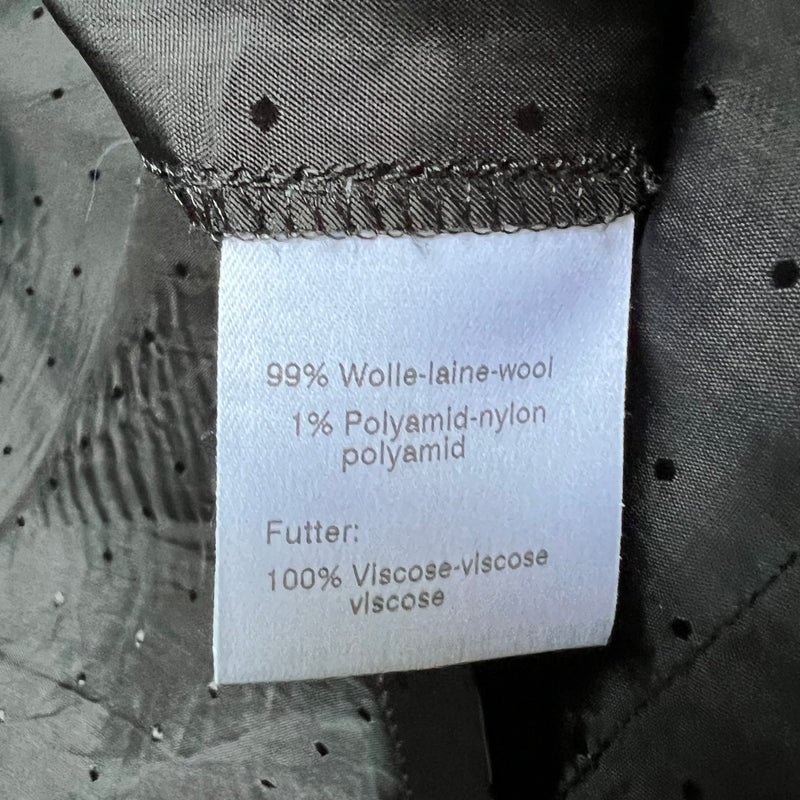 99% Wolle-laine-wool
1% Polyamid-nylon
polyamid
Futter:
100% Viscose-viscose
viscose